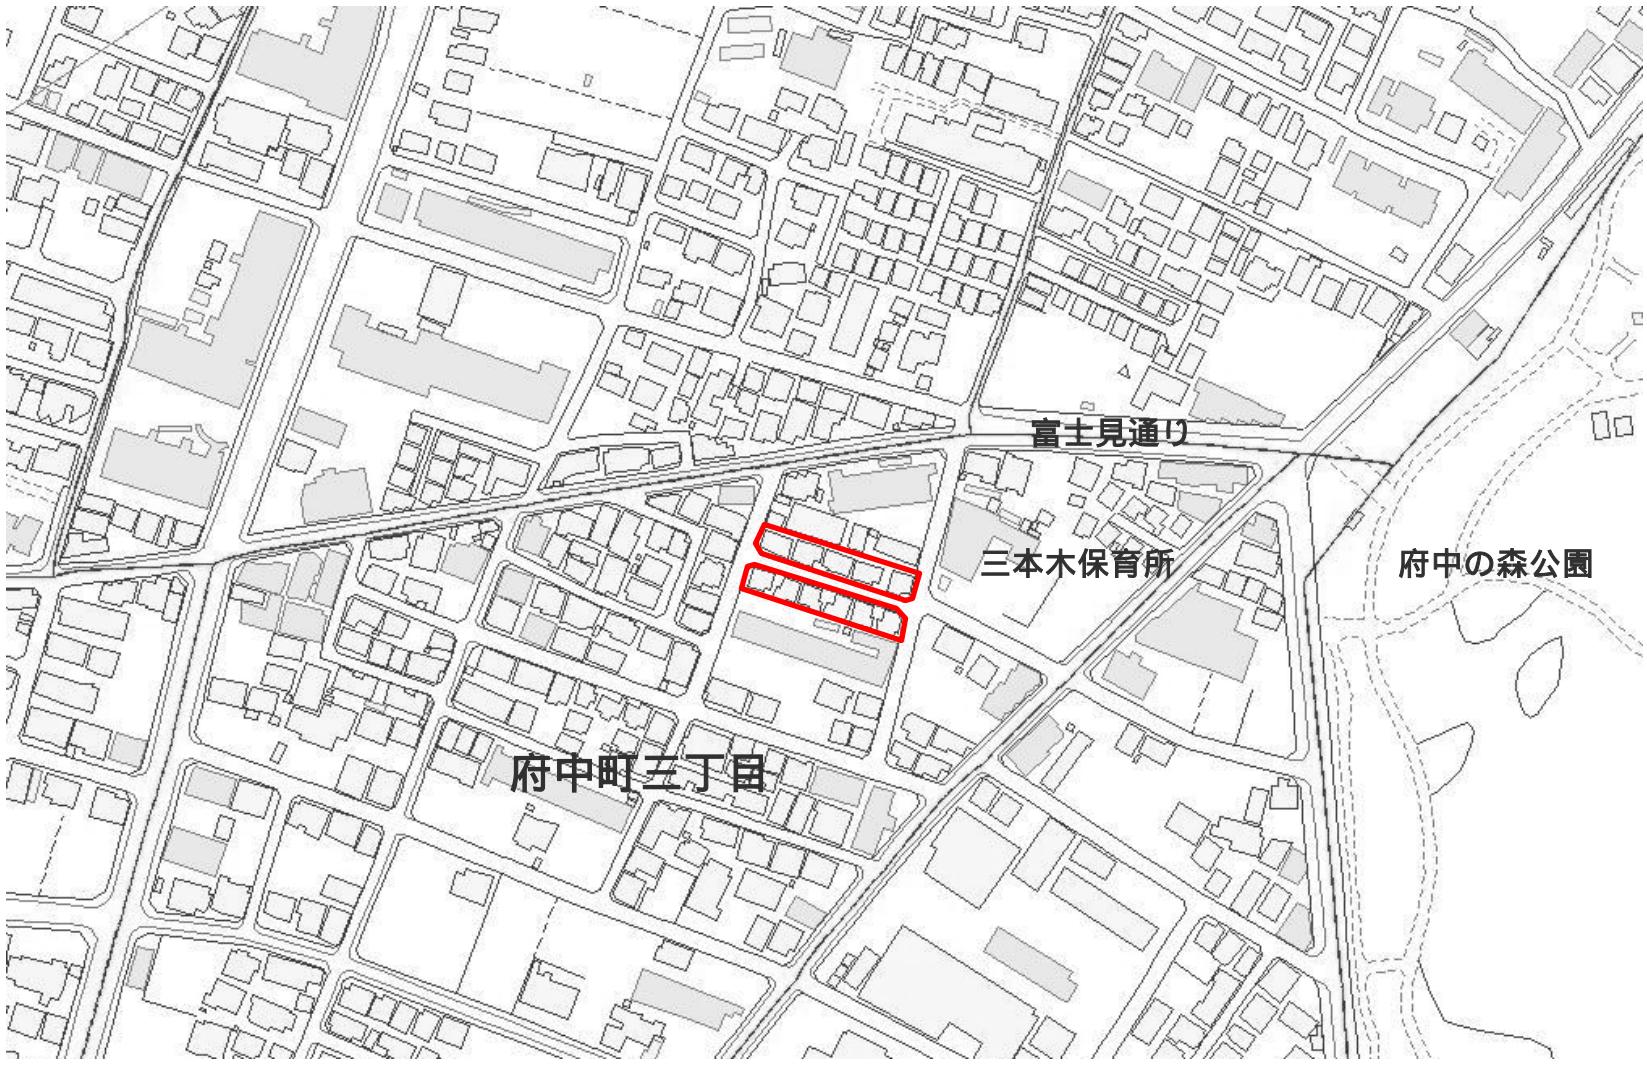 富士見通り
三本木保育所
府中の森公園
府中町三丁目